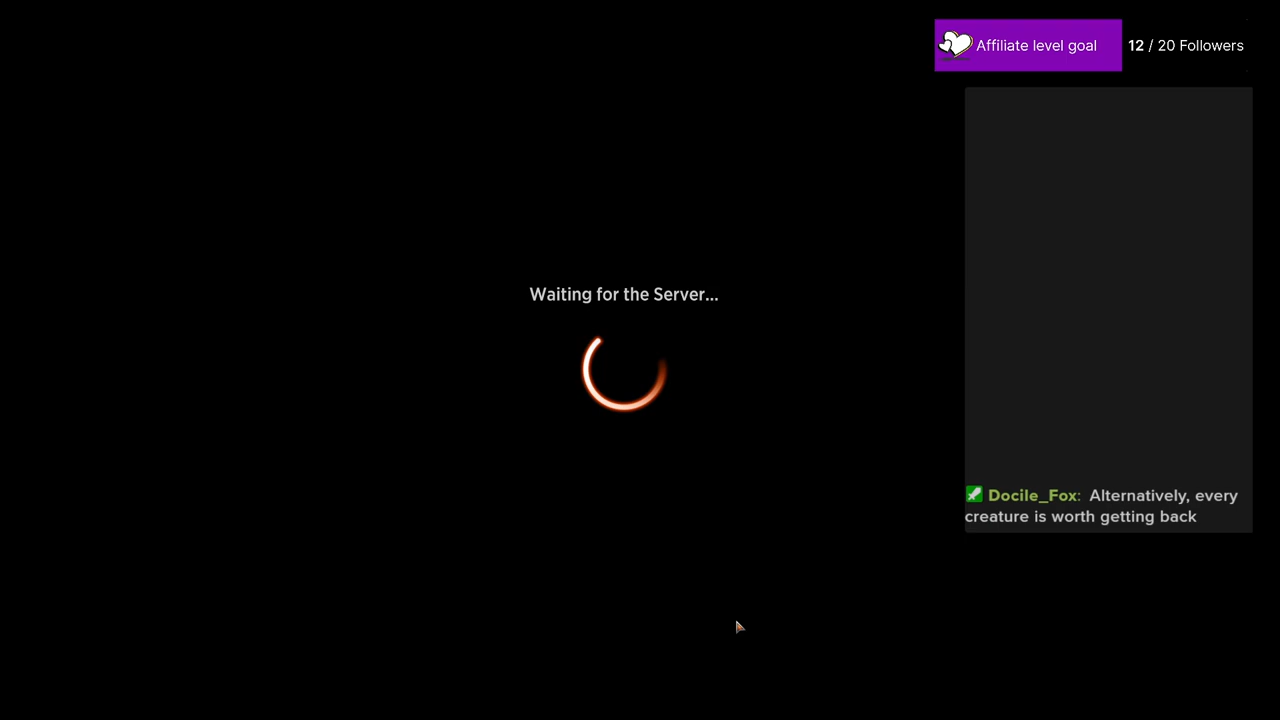 Affiliate level goal 12 / 20 Followers
Waiting for the Server...
Docile_Fox: Alternatively, every
creature is worth getting back